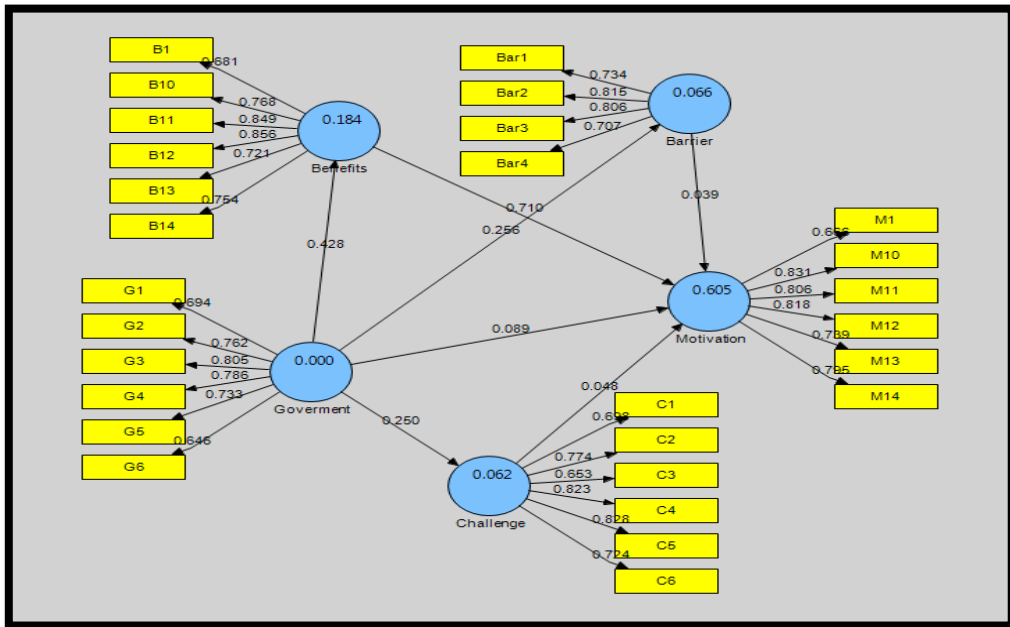 B1
B10
B11
B12
B13
B14
0.681
0.768
0.849
0.856
0.721
0.754
0.184
Benefits
Bar1
Bar2
Bar3
Bar4
0.734
0.815
0.806
0.707
0.066
Barrier
0.710
0.256
0.039
0.428
G1
G2
G3
G4
G5
G6
0.694
0.762
0.805
0.786
0.733
0.646
0.000
Goverment
0.089
0.250
0.048
0.605
Motivation
M1
M10
M11
M12
M13
M14
0.666
0.831
0.806
0.818
0.739
0.795
0.062
Challenge
C1
C2
C3
C4
C5
C6
0.698
0.774
0.653
0.823
0.828
0.724